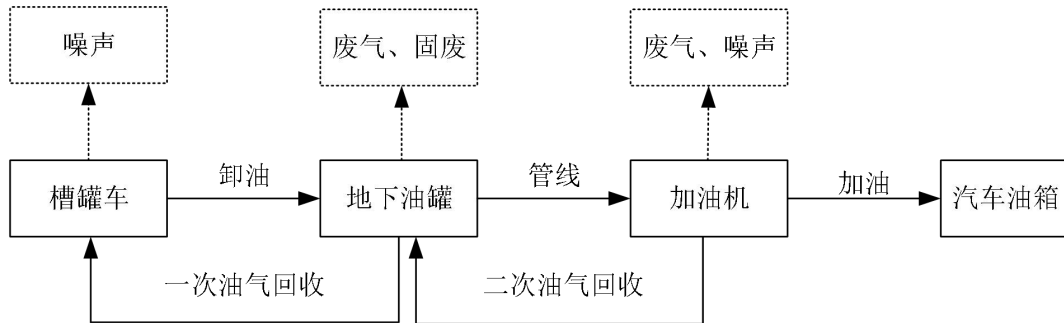 噪声
废气、固废
废气、噪声
槽罐车
卸油
地下油罐
管线
加油机
加油
汽车油箱
一次油气回收
二次油气回收